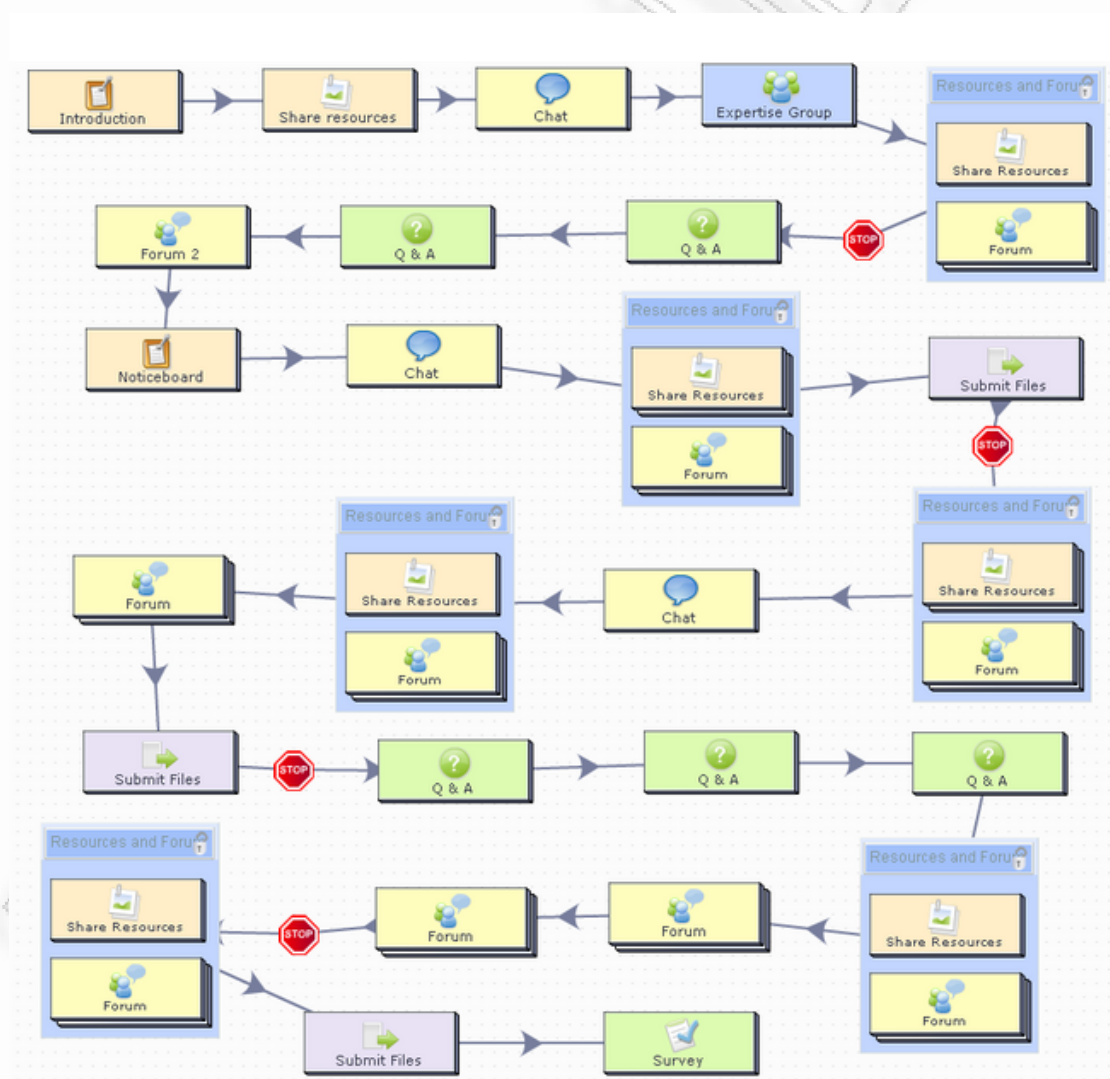 Introduction
Share resources
Chat
Expertise Group
Resources and Foru
Share Resources
Forum
STOP
Q & A
Q & A
Forum 2
Noticeboard
Chat
Resources and Foru
Share Resources
Forum
Submit Files
STOP
Resources and Foru
Share Resources
Forum
Chat
Resources and Foru
Share Resources
Forum
Forum
Submit Files
STOP
Q & A
Q & A
Q & A
Resources and Foru
Share Resources
Forum
Forum
Forum
STOP
Resources and Foru
Share Resources
Forum
Submit Files
Survey